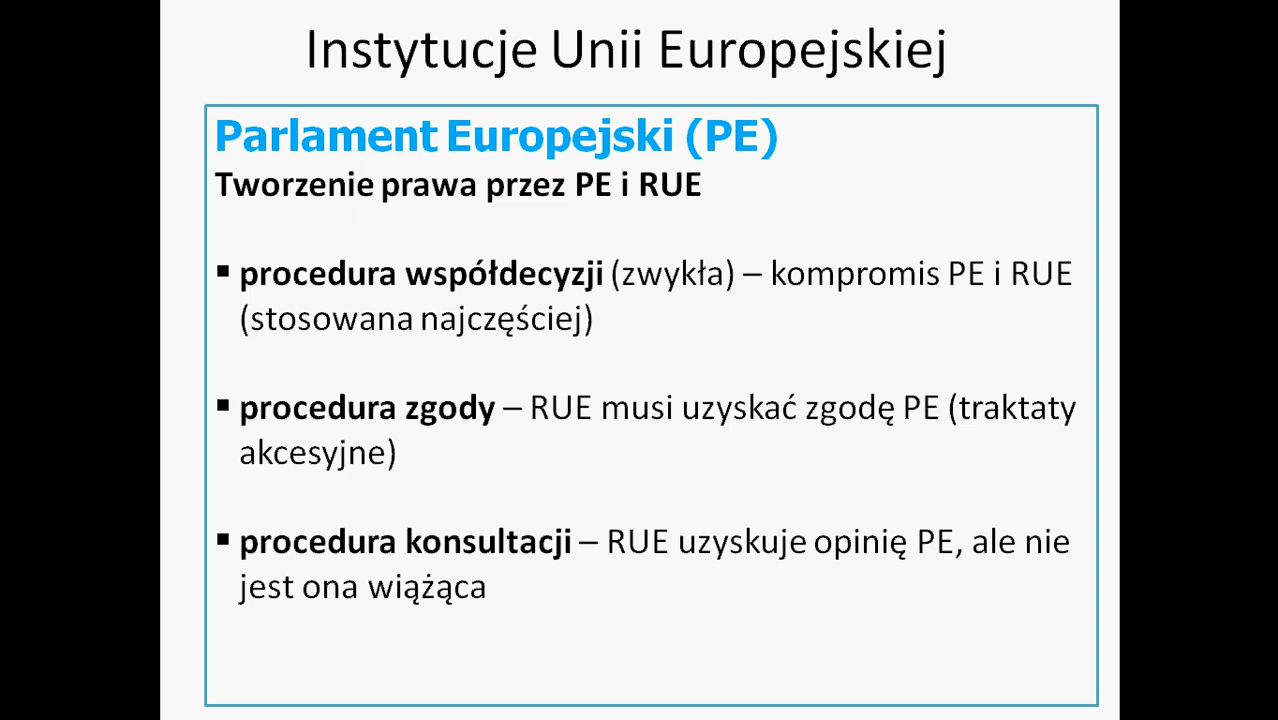 Instytucje Unii Europejskiej
Parlament Europejski (PE)
Tworzenie prawa przez PE i RUE
▪ procedura współdecyzji (zwykła) – kompromis PE i RUE
(stosowana najczęściej)
▪ procedura zgody – RUE musi uzyskać zgodę PE (traktaty
akcesyjne)
▪ procedura konsultacji – RUE uzyskuje opinię PE, ale nie
jest ona wiążąca